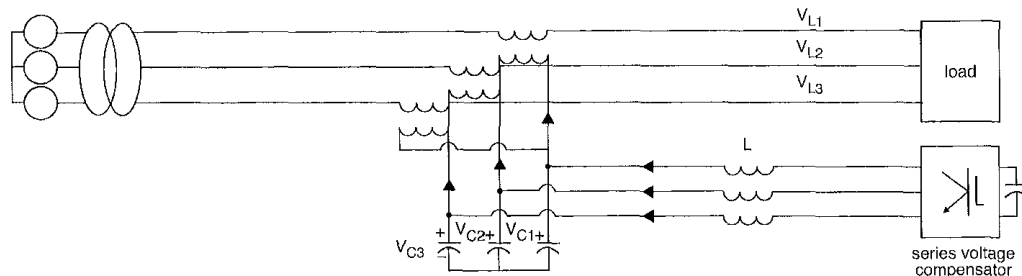 V_L1
V_L2
load
V_L3
L
V_C3
+
−
V_C2+
V_C1+
series voltage
compensator